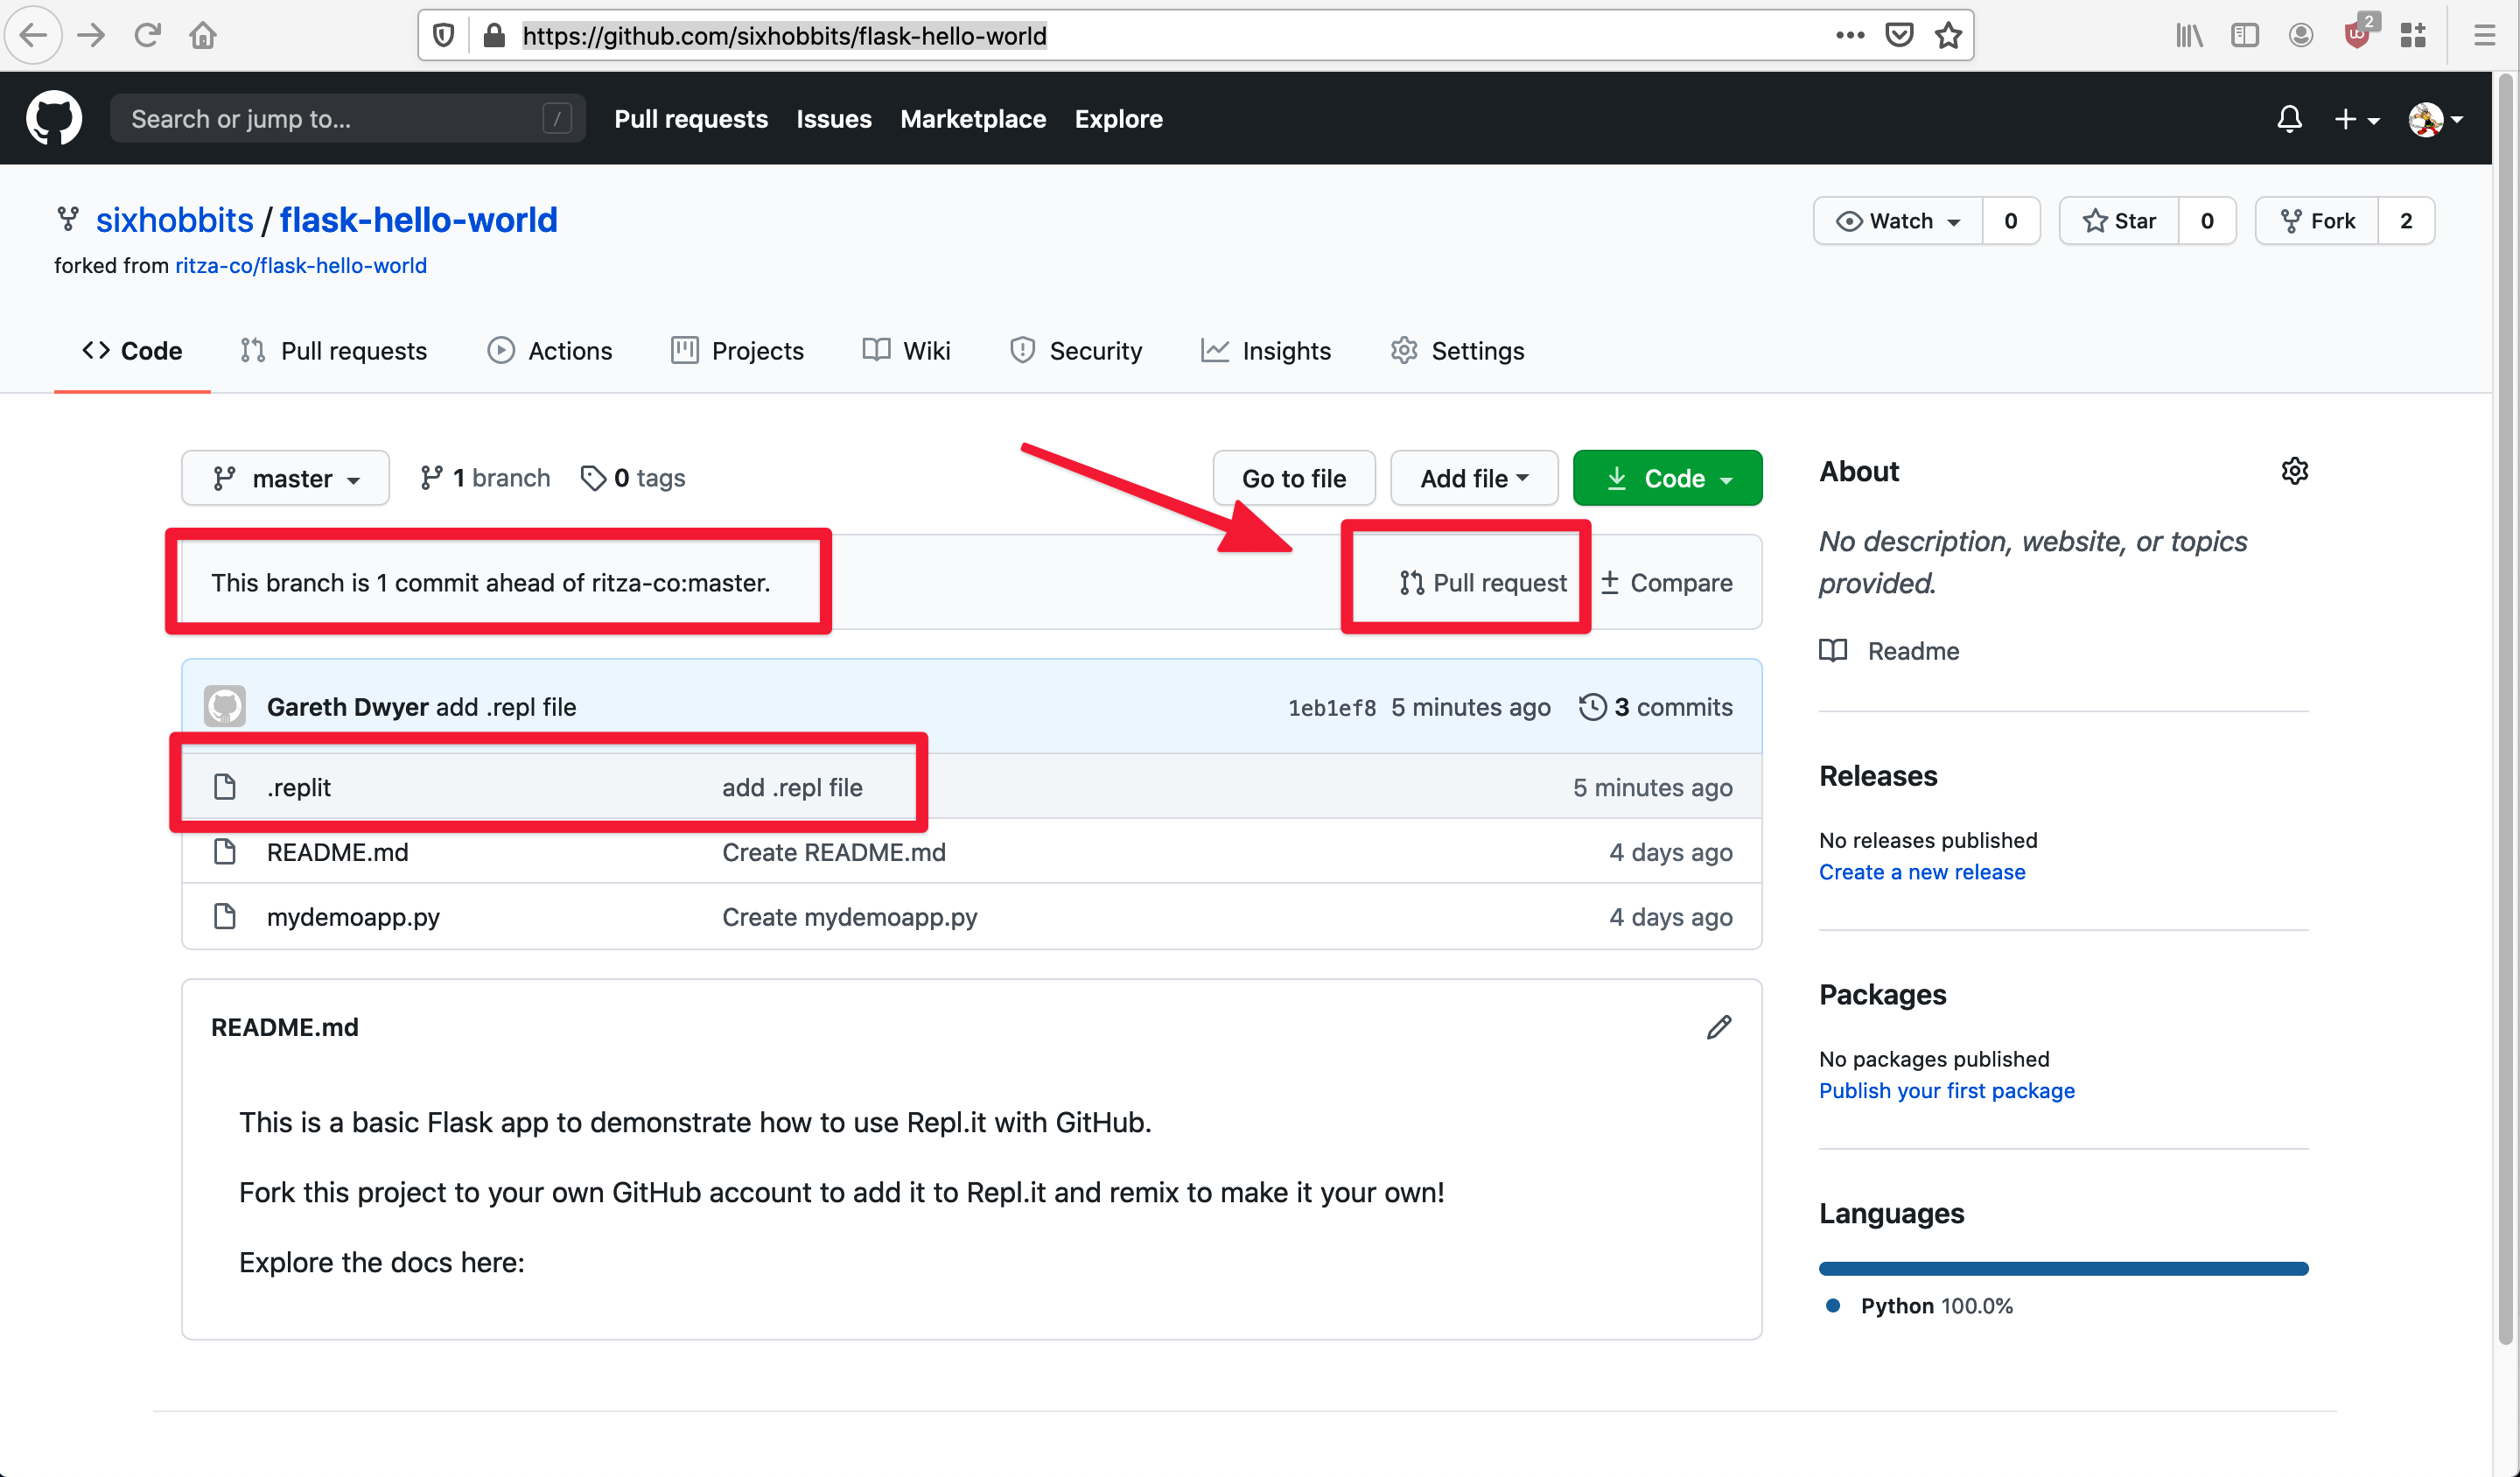 https://github.com/sixhobbits/flask-hello-world
2
Search or jump to... /
Pull requests Issues Marketplace Explore
sixhobbits / flask-hello-world
Watch 0 Star 0 Fork 2
forked from ritza-co/flask-hello-world
Code Pull requests Actions Projects Wiki Security Insights Settings
master 1 branch 0 tags Go to file Add file Code
This branch is 1 commit ahead of ritza-co:master. Pull request Compare
Gareth Dwyer add .repl file 1eb1ef8 5 minutes ago 3 commits
.replit add .repl file 5 minutes ago
README.md Create README.md 4 days ago
mydemoapp.py Create mydemoapp.py 4 days ago
README.md
This is a basic Flask app to demonstrate how to use Repl.it with GitHub.
Fork this project to your own GitHub account to add it to Repl.it and remix to make it your own!
Explore the docs here:
About
No description, website, or topics
provided.
Readme
Releases
No releases published
Create a new release
Packages
No packages published
Publish your first package
Languages
Python 100.0%